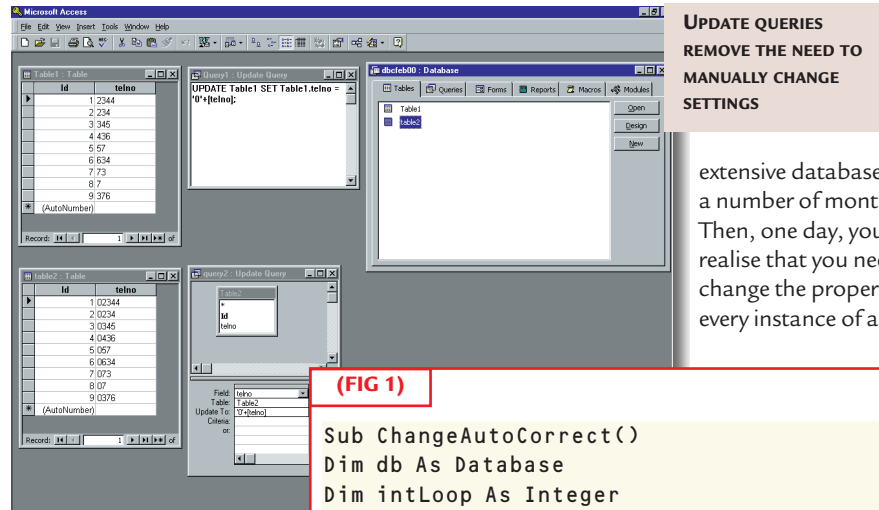 Microsoft Access
File Edit View Insert Tools Window Help
Table1 : Table
Id telno
1 2344
2 234
3 345
4 436
5 57
6 634
7 73
8 7
9 376
(AutoNumber)
Record: 1 of
Query1 : Update Query
UPDATE Table1 SET Table1.telno =
'0'+[telno];
dbcfeb00 : Database
Tables Queries Forms Reports Macros Modules
Table1
table2
Open
Design
New
table2 : Table
Id telno
1 02344
2 0234
3 0345
4 0436
5 057
6 0634
7 073
8 07
9 0376
(AutoNumber)
Record: 1 of
query2 : Update Query
Table2
*
Id
telno
Field: telno
Table: Table2
Update To: '0'+[telno]
Criteria:
or:
UPDATE QUERIES
REMOVE THE NEED TO
MANUALLY CHANGE
SETTINGS
extensive database
a number of mont
Then, one day, you
realise that you nee
change the proper
every instance of a
(FIG 1)
Sub ChangeAutoCorrect()
Dim db As Database
Dim intLoop As Integer